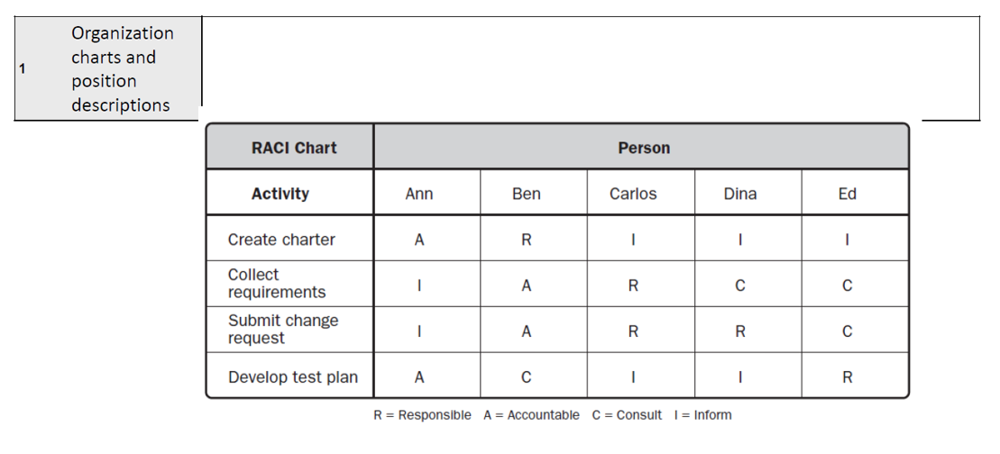 1
Organization
charts and
position
descriptions
RACI Chart Person
Activity Ann Ben Carlos Dina Ed
Create charter A R I I I
Collect
requirements I A R C C
Submit change
request I A R R C
Develop test plan A C I I R
R = Responsible A = Accountable C = Consult I = Inform